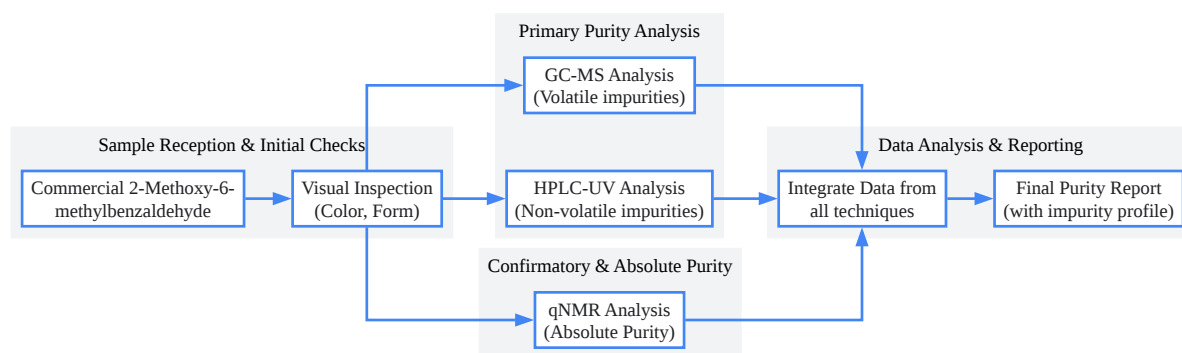 Primary Purity Analysis
GC-MS Analysis
(Volatile impurities)
Sample Reception & Initial Checks
Commercial 2-Methoxy-6-
methylbenzaldehyde
Visual Inspection
(Color, Form)
HPLC-UV Analysis
(Non-volatile impurities)
Data Analysis & Reporting
Integrate Data from
all techniques
Final Purity Report
(with impurity profile)
Confirmatory & Absolute Purity
qNMR Analysis
(Absolute Purity)